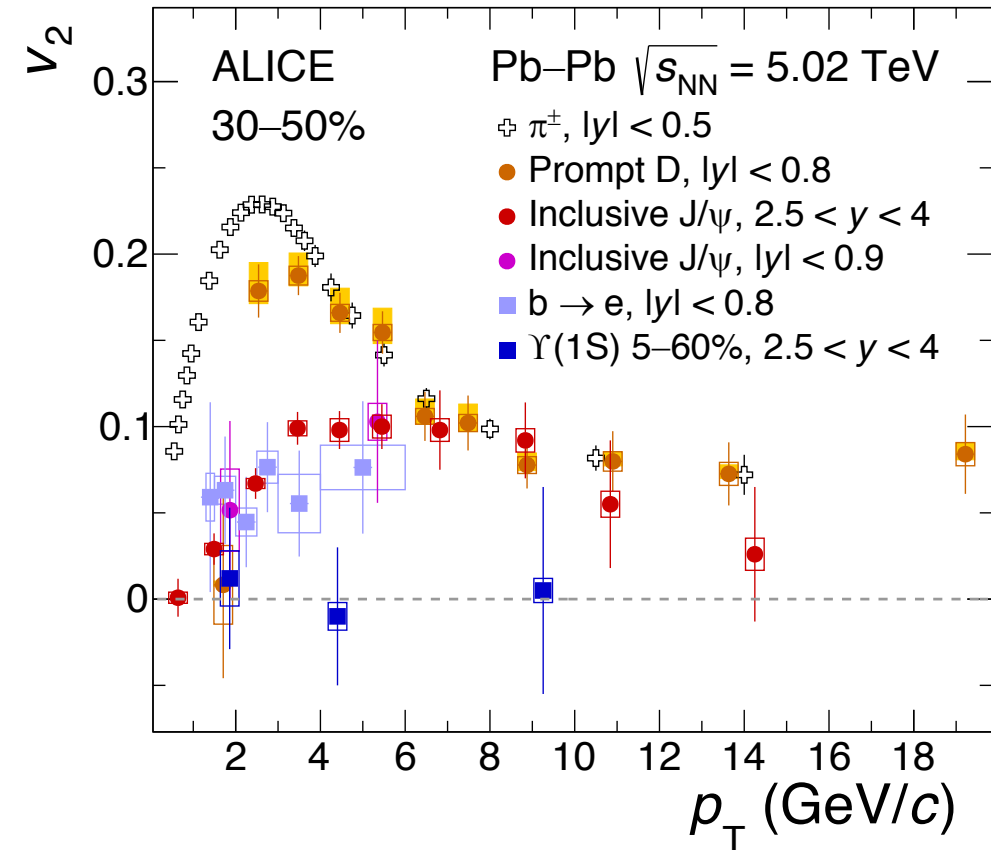 v2
ALICE
30–50%
Pb–Pb √sNN = 5.02 TeV
π±, |y| < 0.5
Prompt D, |y| < 0.8
Inclusive J/ψ, 2.5 < y < 4
Inclusive J/ψ, |y| < 0.9
b → e, |y| < 0.8
ϒ(1S) 5–60%, 2.5 < y < 4
0.3
0.2
0.1
0
2 4 6 8 10 12 14 16 18
pT (GeV/c)